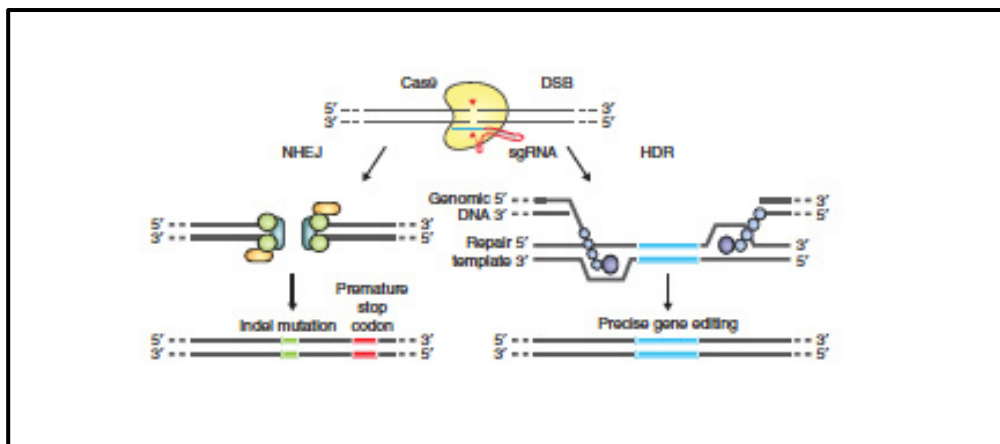 Cas9 DSB
5′ 3′
3′ 5′
NHEJ sgRNA HDR
Genomic 5′ 3′
DNA 3′ 5′
5′ 3′
3′ 5′
Repair 5′ 3′
template 3′ 5′
Premature
stop
Indel mutation codon Precise gene editing
5′ 3′ 5′ 3′
3′ 5′ 3′ 5′